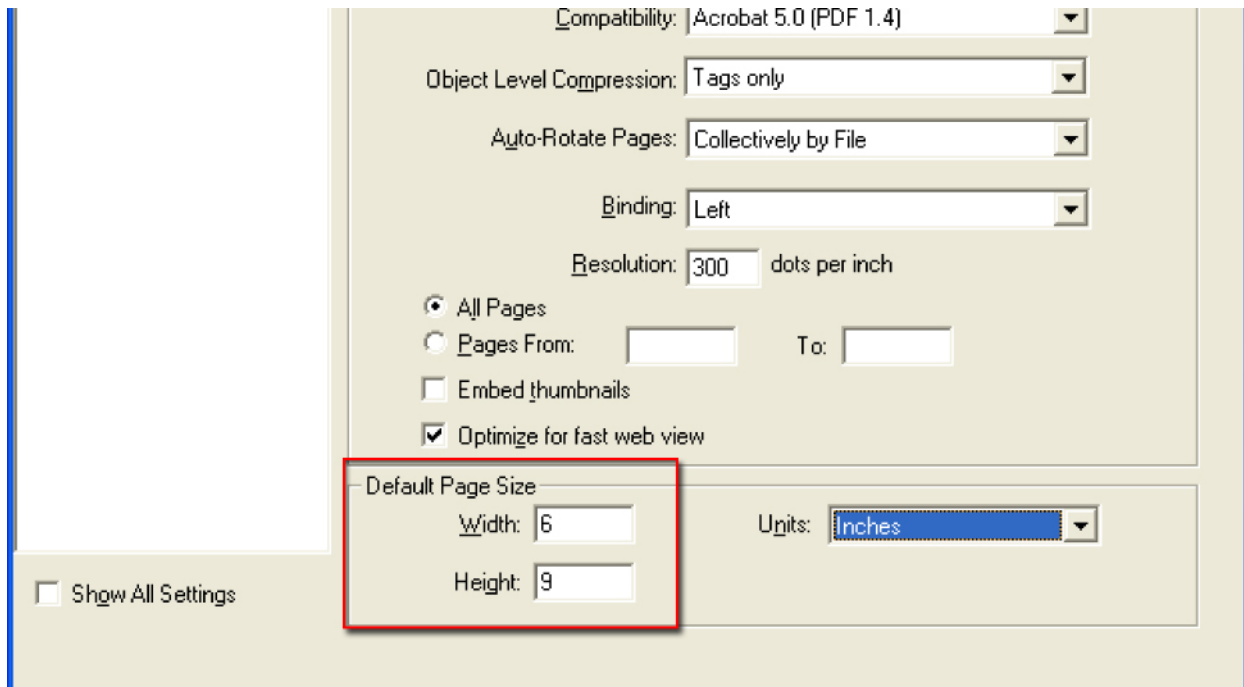 Compatibility: Acrobat 5.0 (PDF 1.4)
Object Level Compression: Tags only
Auto-Rotate Pages: Collectively by File
Binding: Left
Resolution: 300 dots per inch
All Pages
Pages From: To:
Embed thumbnails
Optimize for fast web view
Default Page Size
Width: 6 Units: Inches
Height: 9
Show All Settings